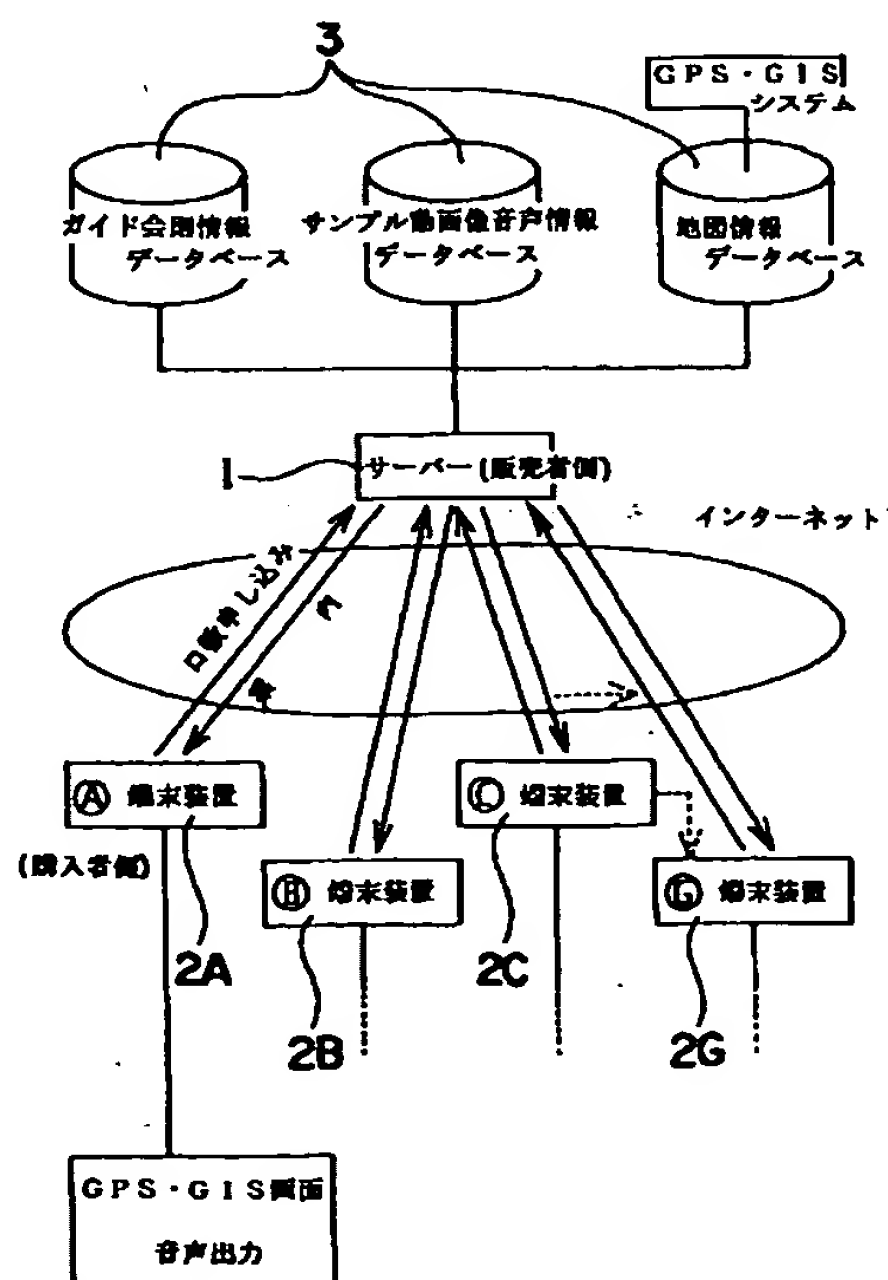 3
GPS・GIS
システム
ガイド会則情報
データベース
サンプル動画像音声情報
データベース
地図情報
データベース
1
サーバー(販売者側)
インターネット
口数申し込み
案内
Ⓐ 端末装置
(購入者側)
2A
Ⓑ 端末装置
2B
Ⓒ 端末装置
2C
Ⓖ 端末装置
2G
GPS・GIS画面
音声出力